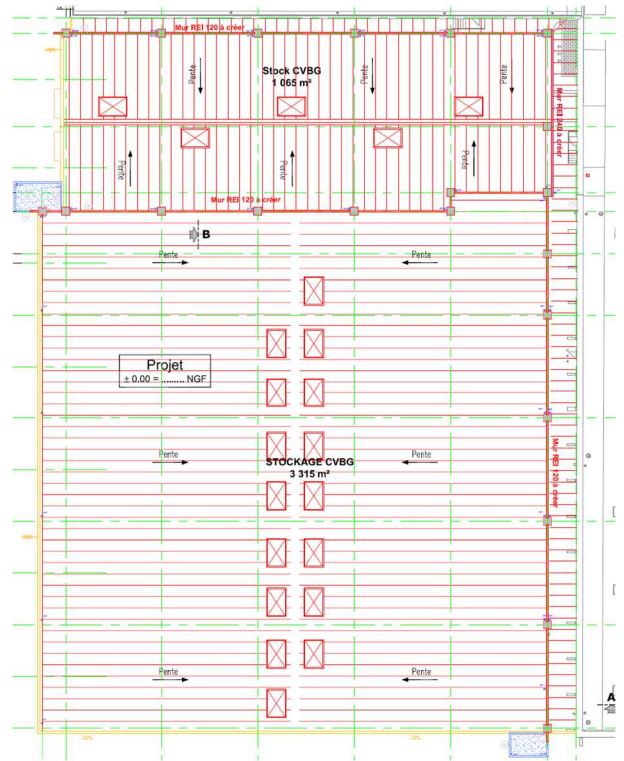 Mur REI 120 à créer
Pente
Stock CVBG
1 065 m²
Pente
Pente
Pente
Mur REI 240 à créer
Pente
Pente
Pente
Mur REI 120 à créer
B
Pente
Pente
Projet
± 0.00 = ......... NGF
Pente
STOCKAGE CVBG
3 315 m²
Pente
Mur REI 120 à créer
Pente
Pente
A